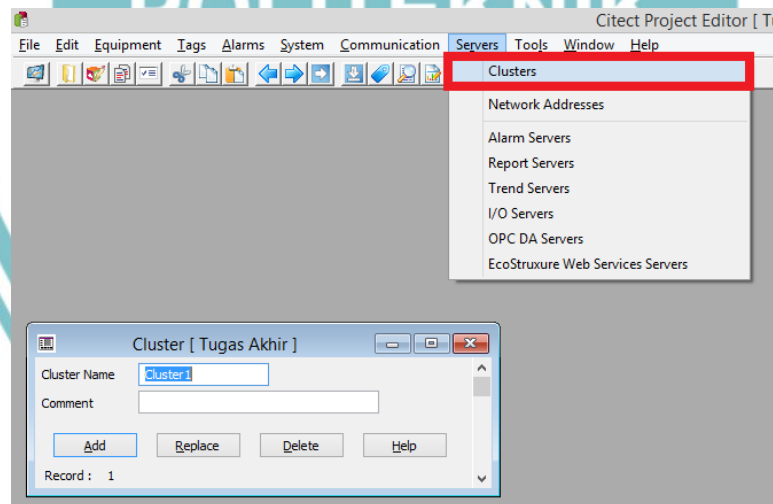 Citect Project Editor [ T
File Edit Equipment Tags Alarms System Communication Servers Tools Window Help
Clusters
Network Addresses
Alarm Servers
Report Servers
Trend Servers
I/O Servers
OPC DA Servers
EcoStruxure Web Services Servers
Cluster [ Tugas Akhir ]
Cluster Name Cluster1
Comment
Add Replace Delete Help
Record : 1